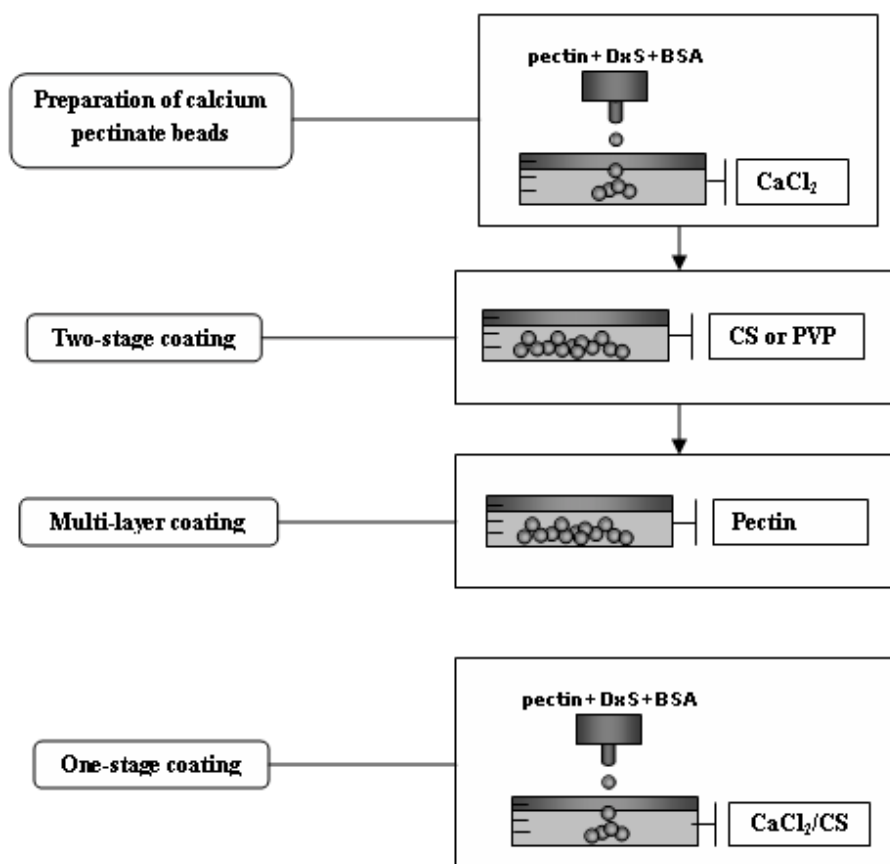 pectin+DxS+BSA
Preparation of calcium
pectinate beads
CaCl₂
Two-stage coating
CS or PVP
Multi-layer coating
Pectin
pectin+DxS+BSA
One-stage coating
CaCl₂/CS